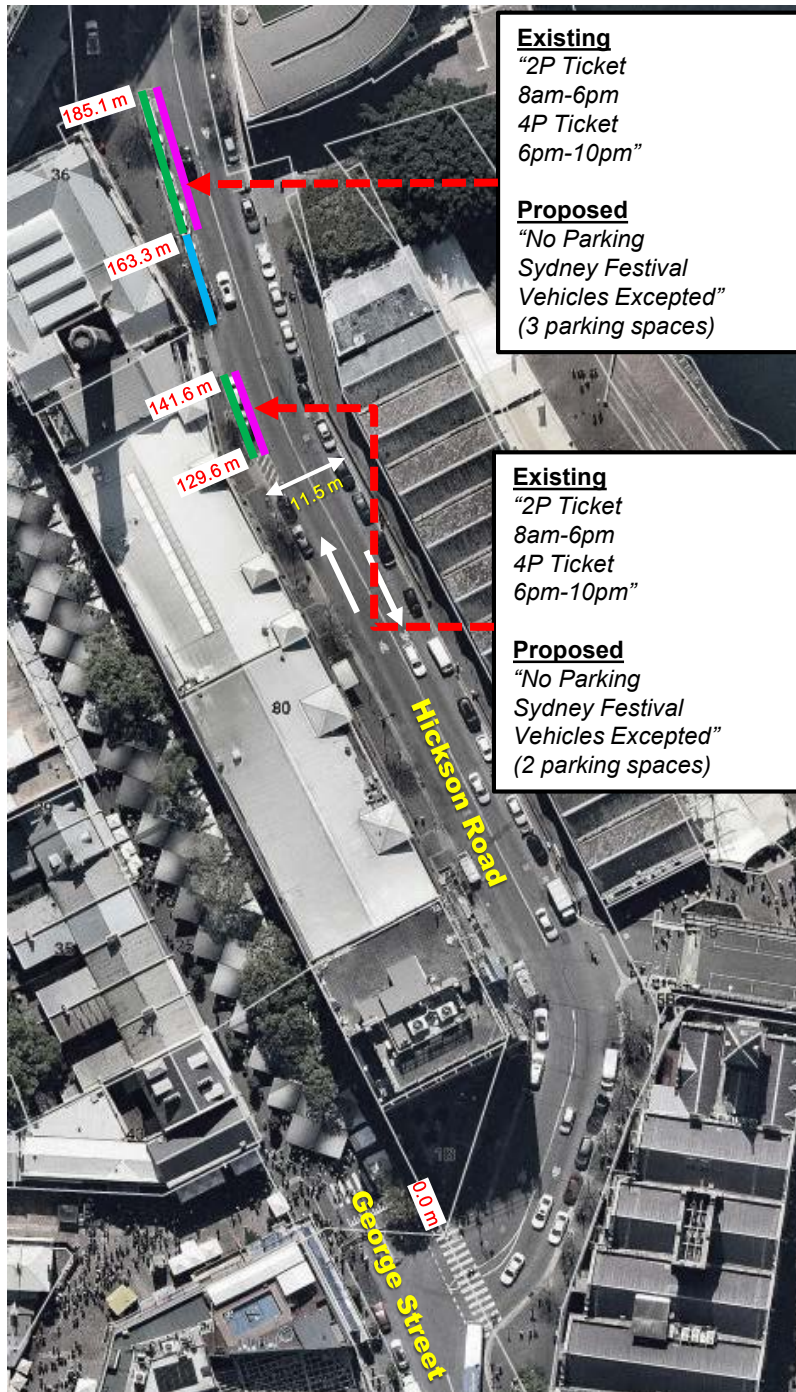 Existing
“2P Ticket
8am-6pm
4P Ticket
6pm-10pm”
Proposed
“No Parking
Sydney Festival
Vehicles Excepted”
(3 parking spaces)
185.1 m
36
163.3 m
141.6 m
129.6 m
11.5 m
Existing
“2P Ticket
8am-6pm
4P Ticket
6pm-10pm”
Proposed
“No Parking
Sydney Festival
Vehicles Excepted”
(2 parking spaces)
80
Hickson Road
18
0.0 m
George Street